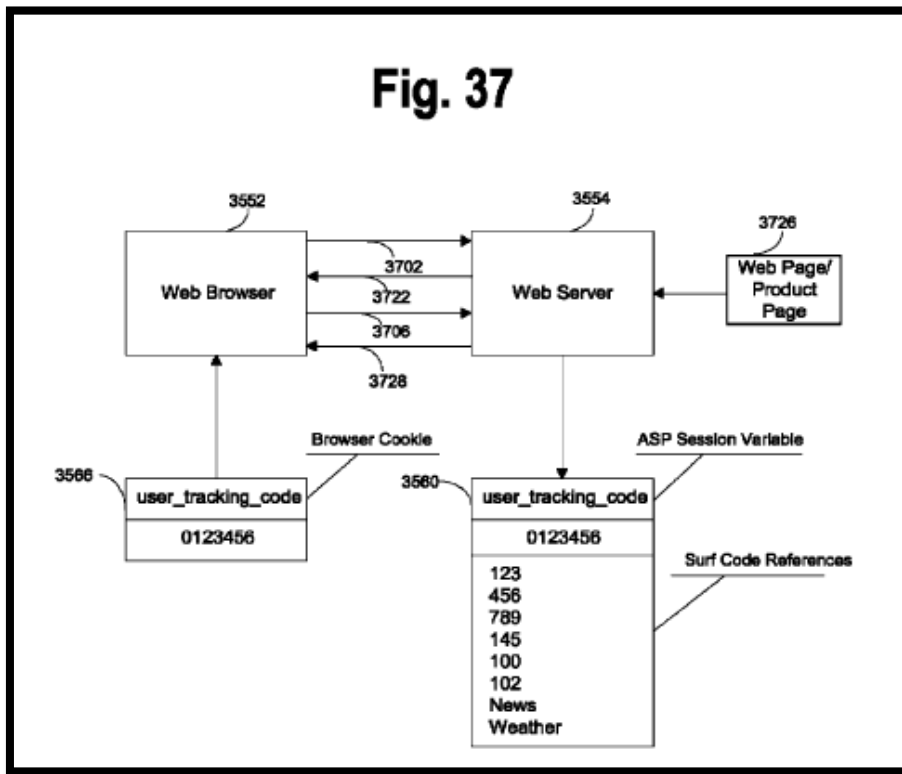 Fig. 37
3552
3554
3726
Web Browser
3702
3722
3706
3728
Web Server
Web Page/
Product
Page
Browser Cookie
ASP Session Variable
3566
user_tracking_code
0123456
3560
user_tracking_code
0123456
Surf Code References
123
456
789
145
100
102
News
Weather